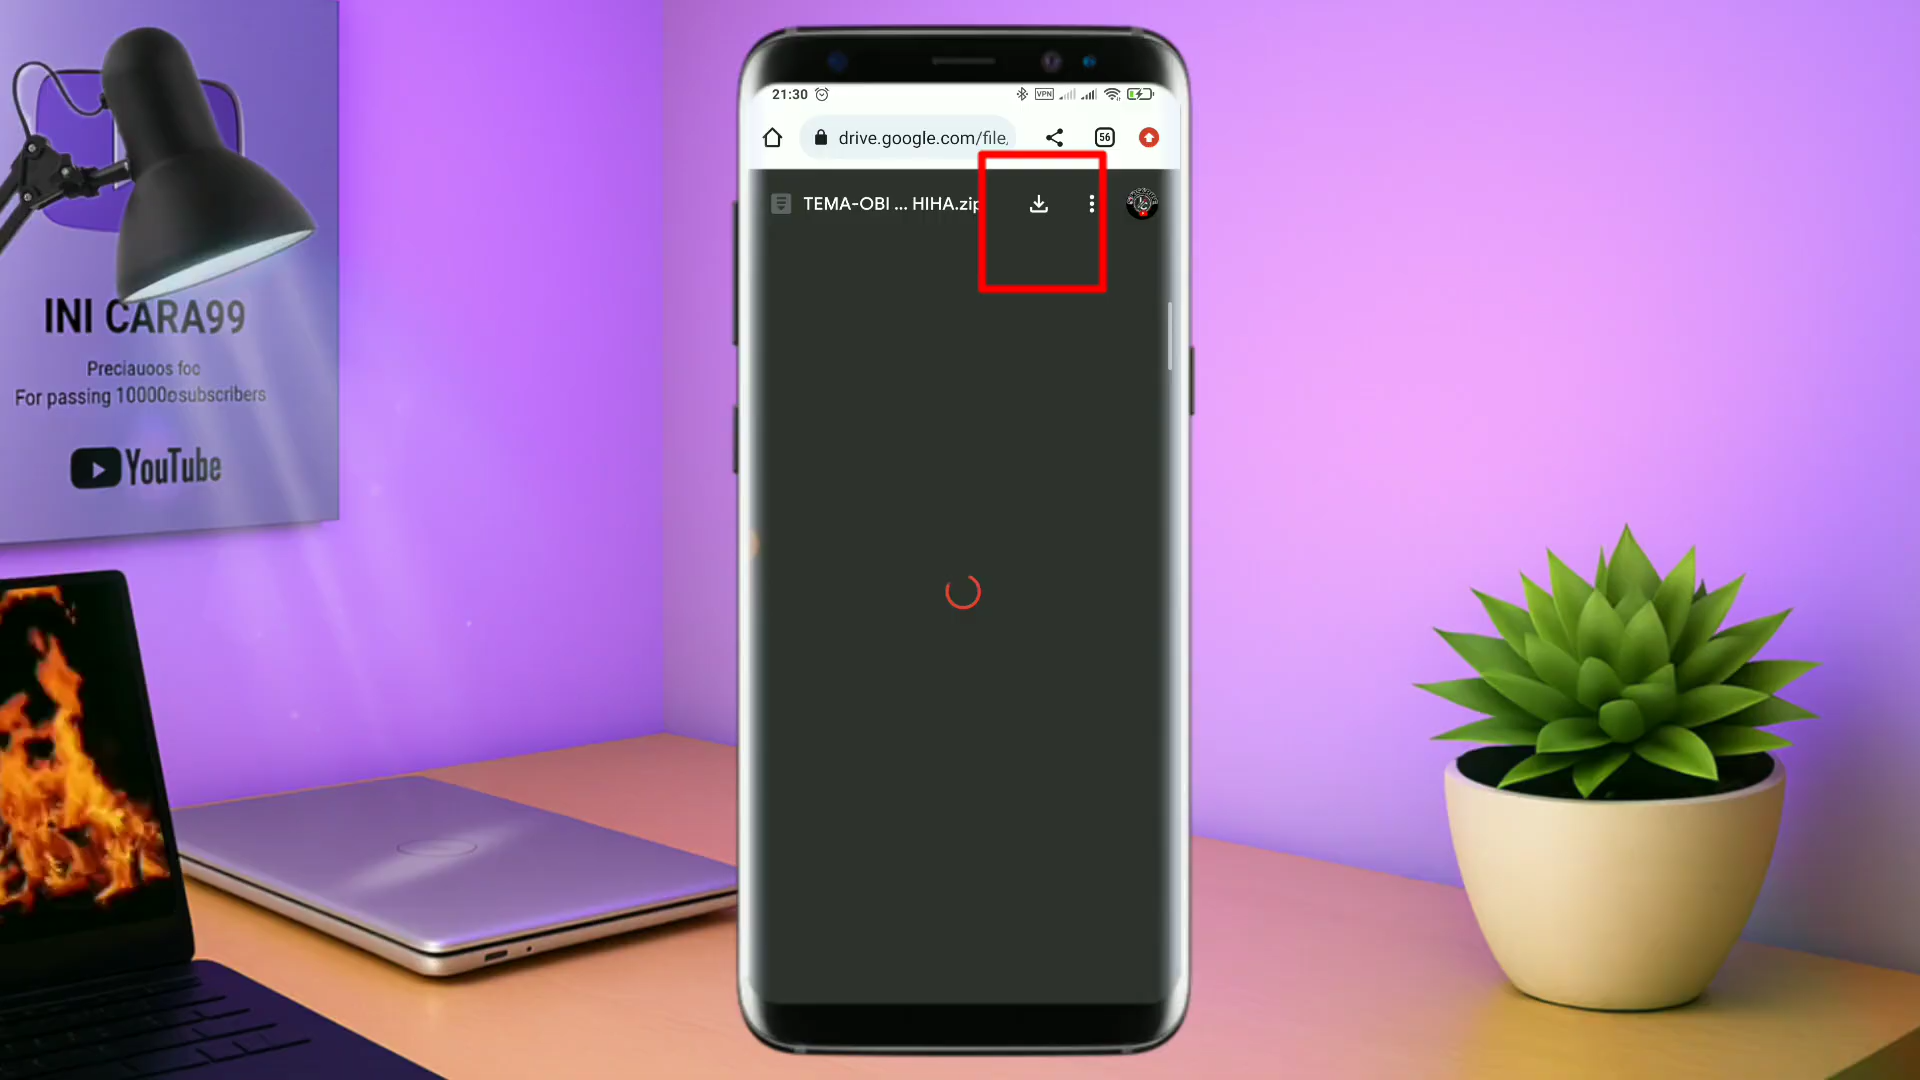 21:30
VPN
drive.google.com/file,
56
TEMA-OBI ... HIHA.zip
INI CARA99
Preciauoos foc
For passing 10000osubscribers
YouTube